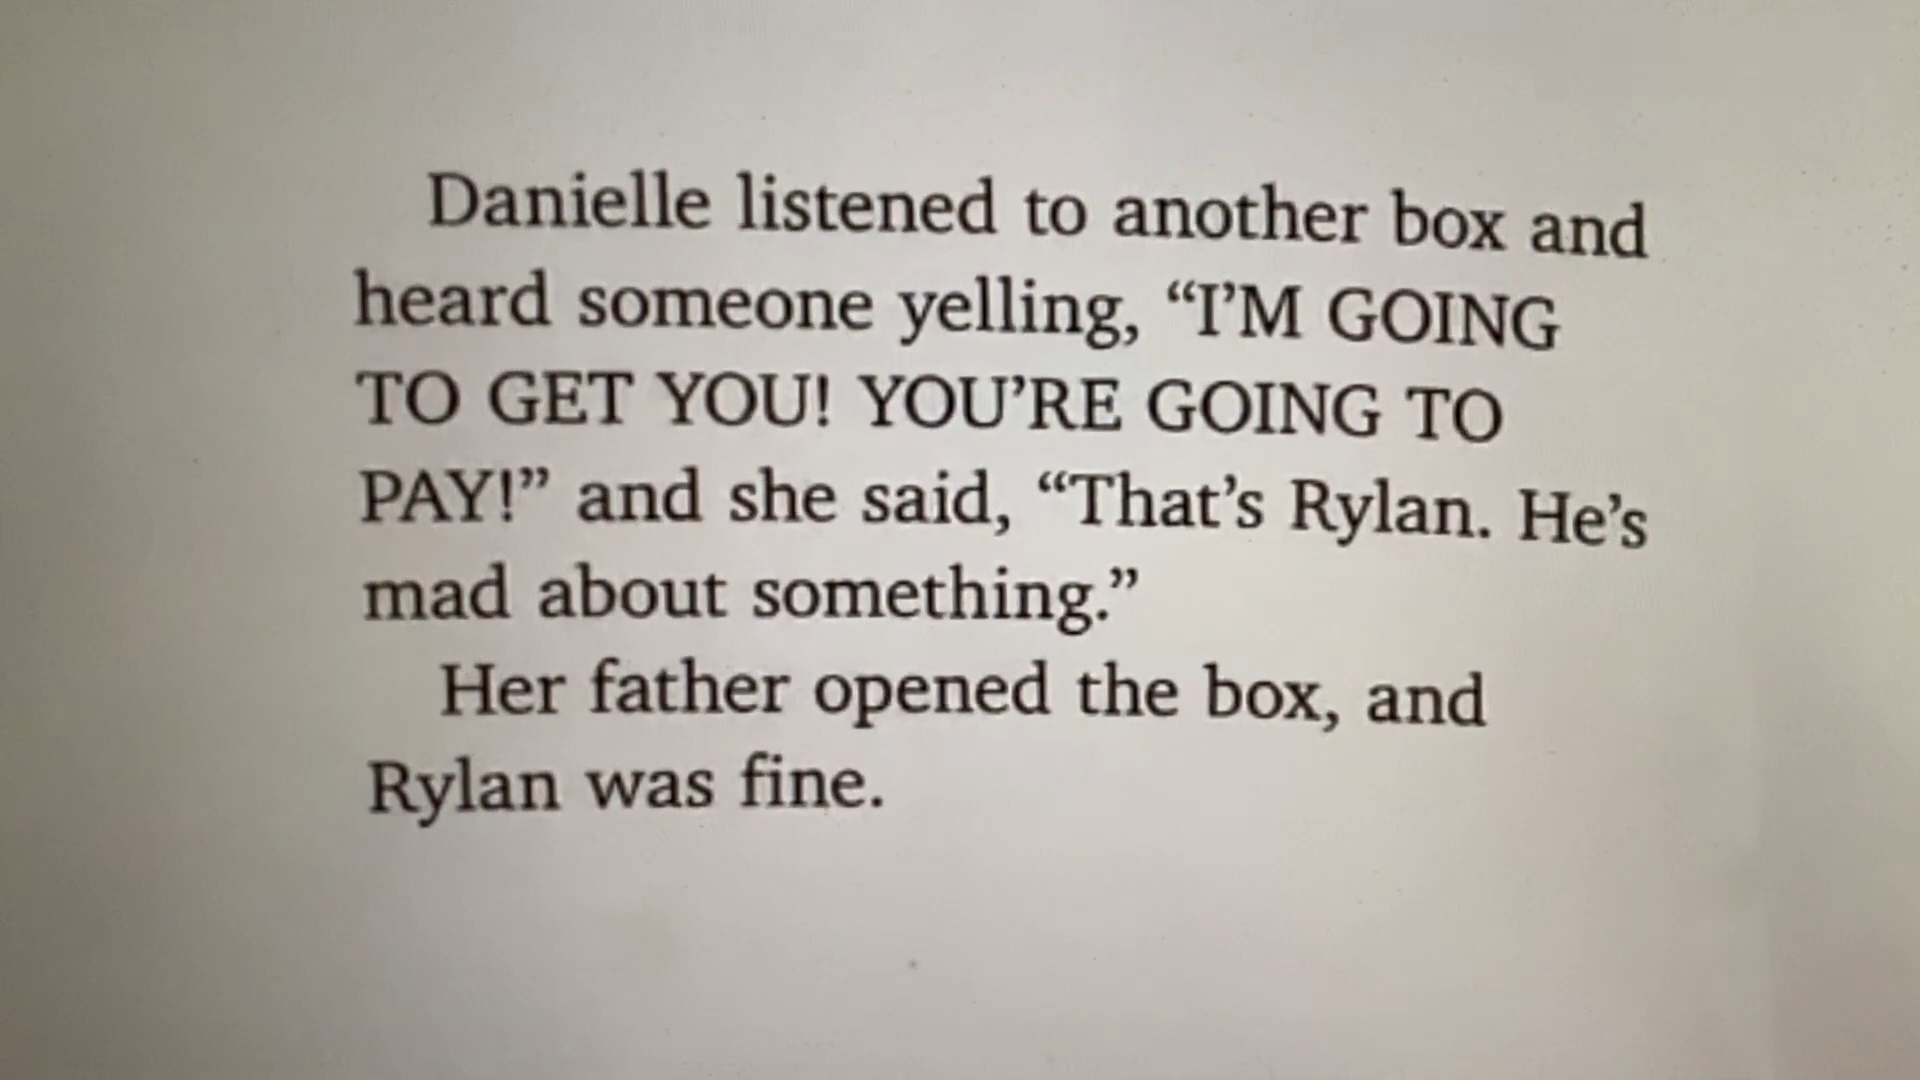 Danielle listened to another box and
heard someone yelling, “I’M GOING
TO GET YOU! YOU’RE GOING TO
PAY!” and she said, “That’s Rylan. He’s
mad about something.”
Her father opened the box, and
Rylan was fine.